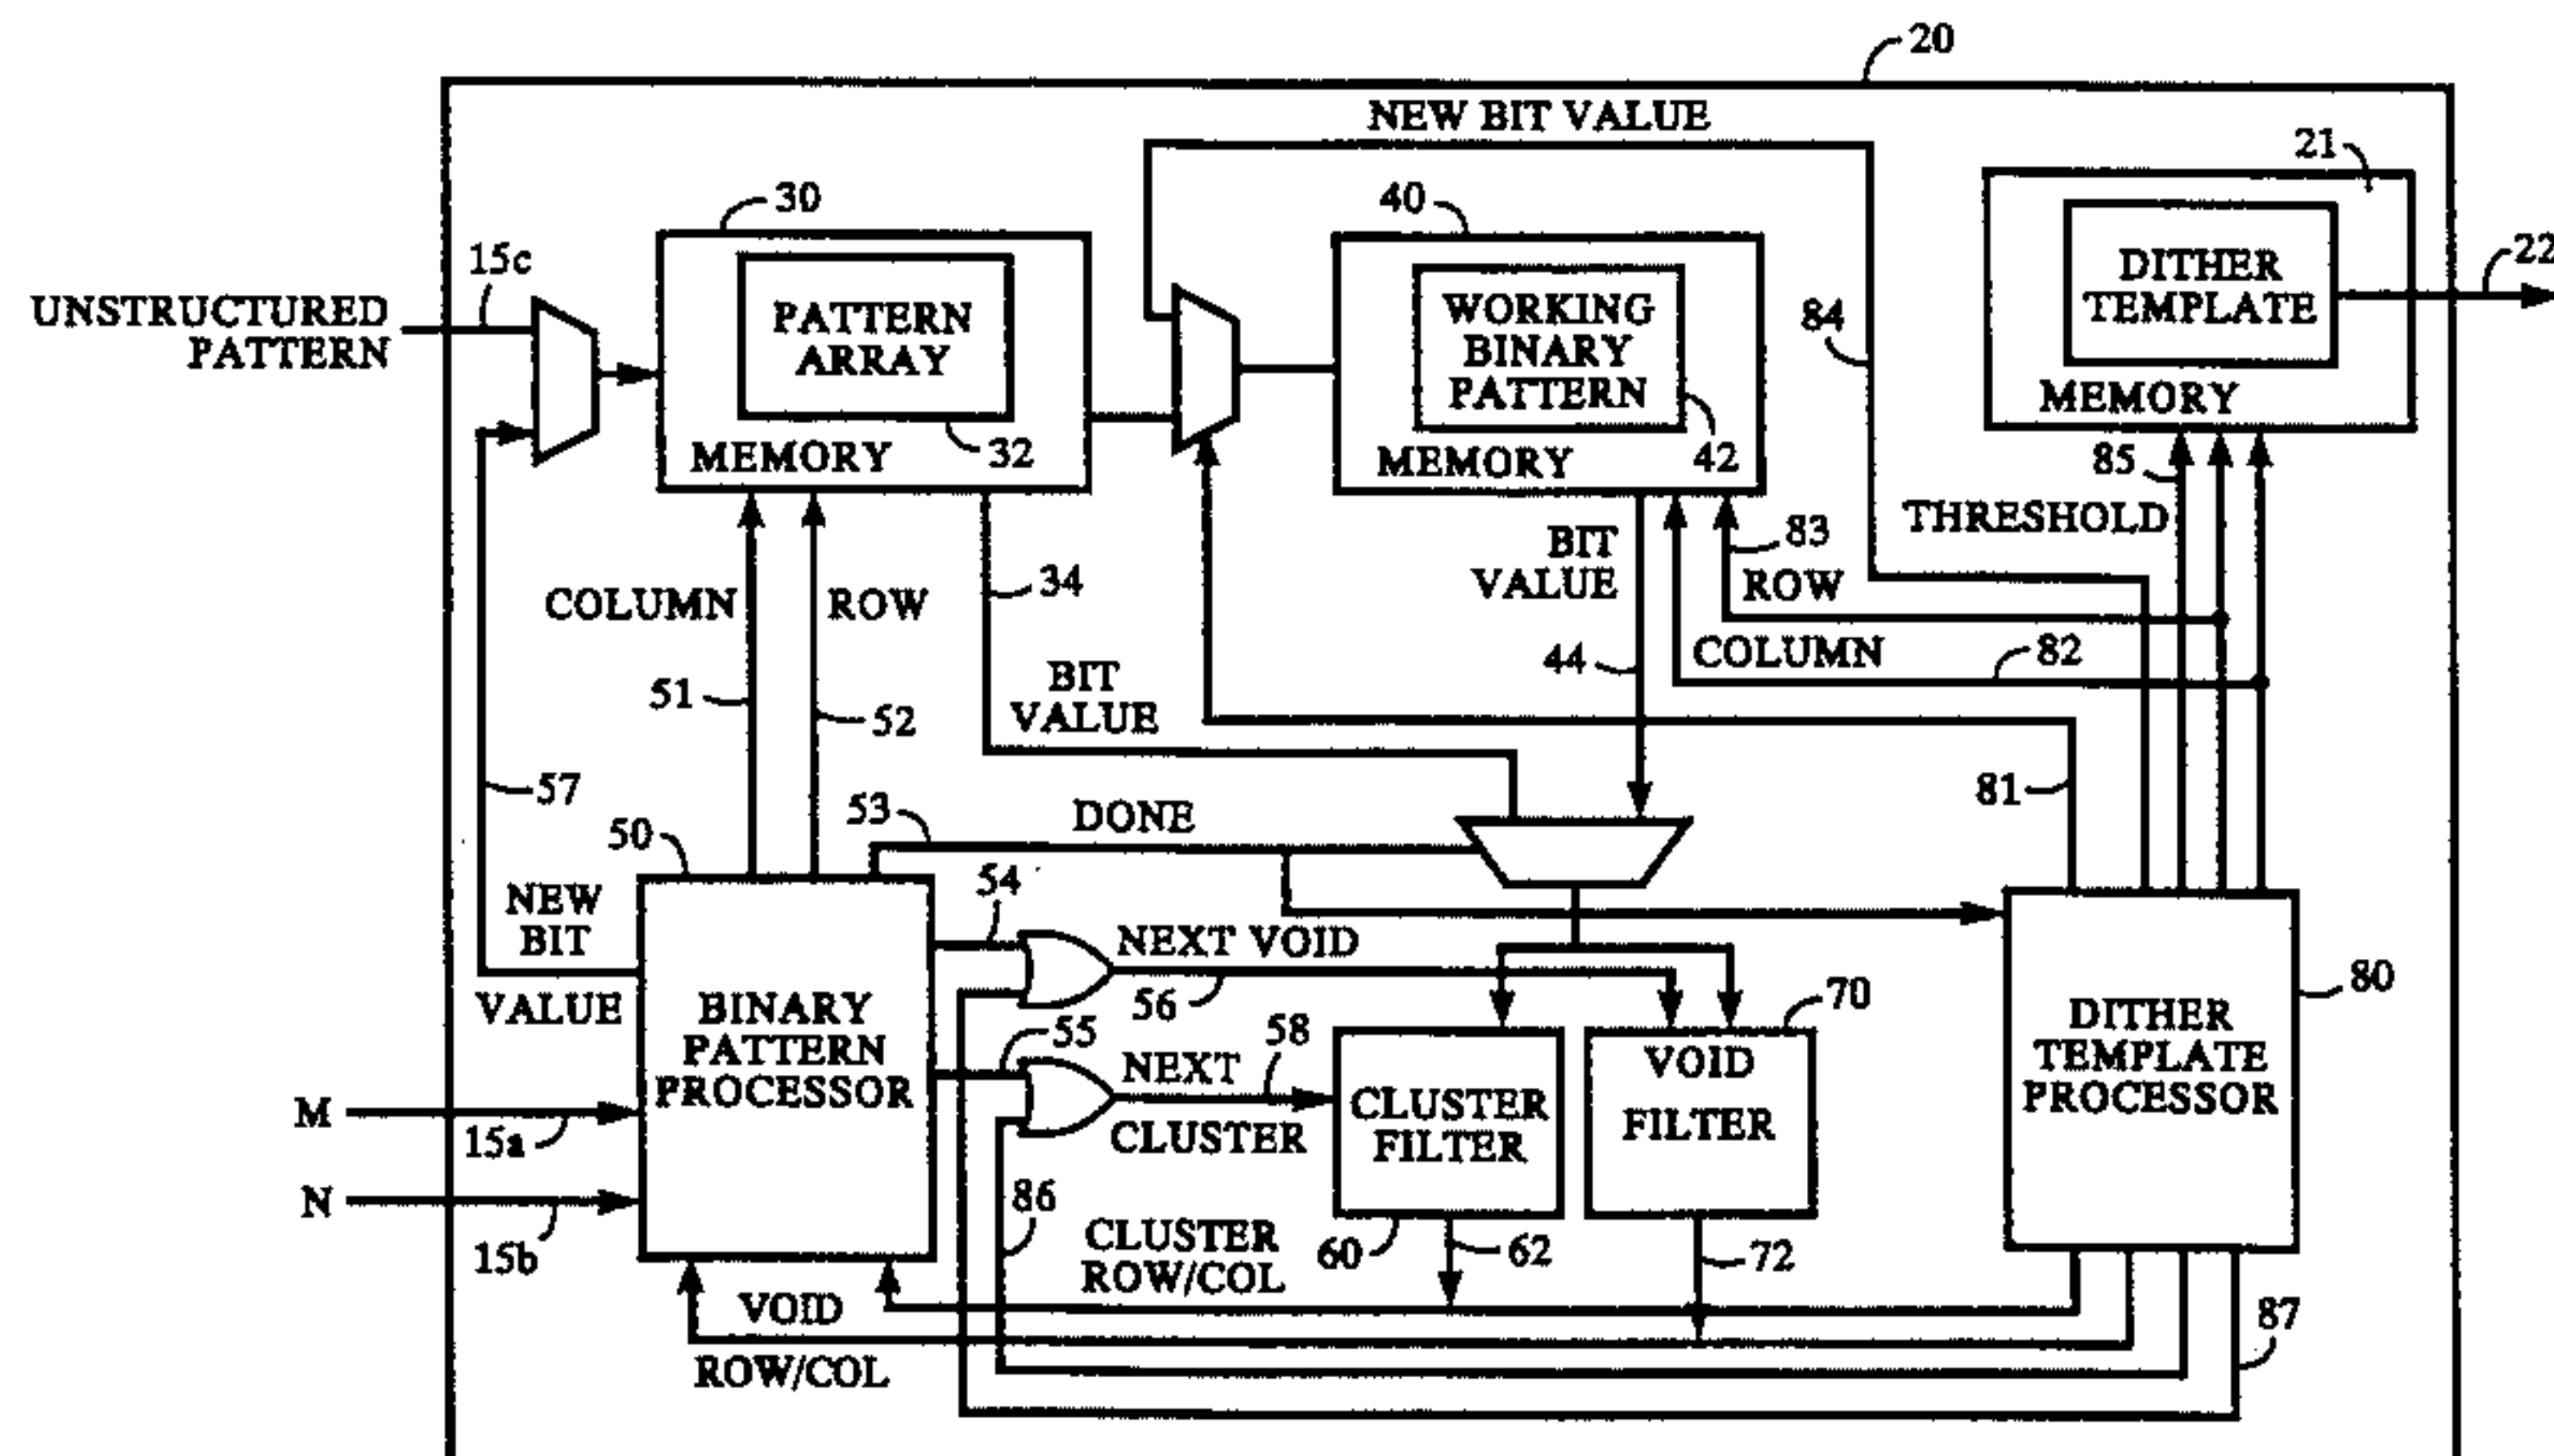 20
NEW BIT VALUE
21
30
40
15c
22
UNSTRUCTURED
PATTERN
PATTERN
ARRAY
WORKING
BINARY
PATTERN
DITHER
TEMPLATE
84
MEMORY
32
MEMORY
42
MEMORY
85
THRESHOLD
BIT
VALUE
83
ROW
COLUMN
ROW
34
44
COLUMN
82
51
52
BIT
VALUE
57
50
53
DONE
81
NEW
BIT
VALUE
54
NEXT VOID
56
70
80
BINARY
PATTERN
PROCESSOR
55
NEXT
CLUSTER
58
CLUSTER
FILTER
VOID
FILTER
DITHER
TEMPLATE
PROCESSOR
M
15a
N
15b
86
CLUSTER
ROW/COL
60
62
72
VOID
ROW/COL
87